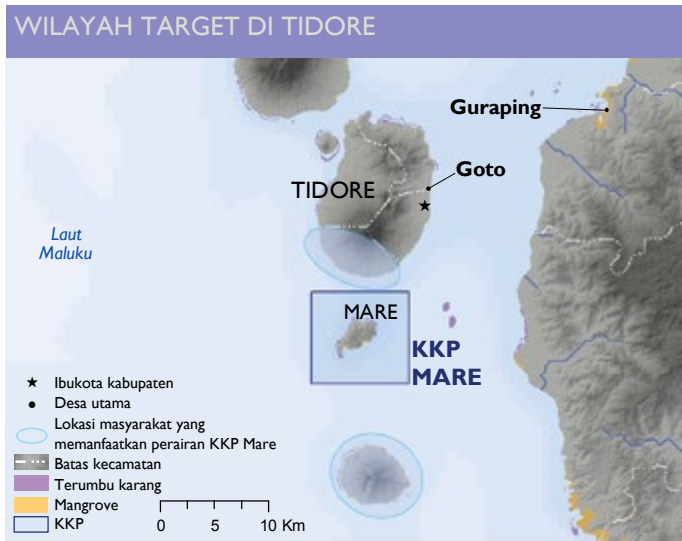 WILAYAH TARGET DI TIDORE
Guraping
Goto
TIDORE
Laut
Maluku
MARE
KKP
MARE
Ibukota kabupaten
Desa utama
Lokasi masyarakat yang
memanfaatkan perairan KKP Mare
Batas kecamatan
Terumbu karang
Mangrove
KKP
0 5 10 Km